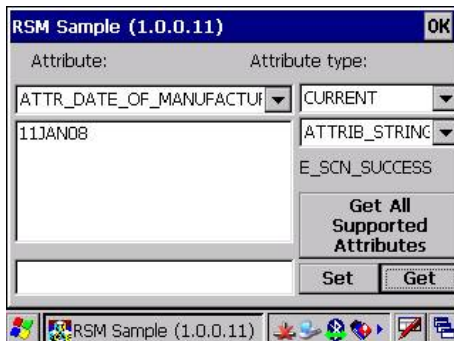 RSM Sample (1.0.0.11) OK
Attribute: Attribute type:
ATTR_DATE_OF_MANUFACTUF CURRENT
11JAN08 ATTRIB_STRING
E_SCN_SUCCESS
Get All
Supported
Attributes
Set Get
RSM Sample (1.0.0.11)